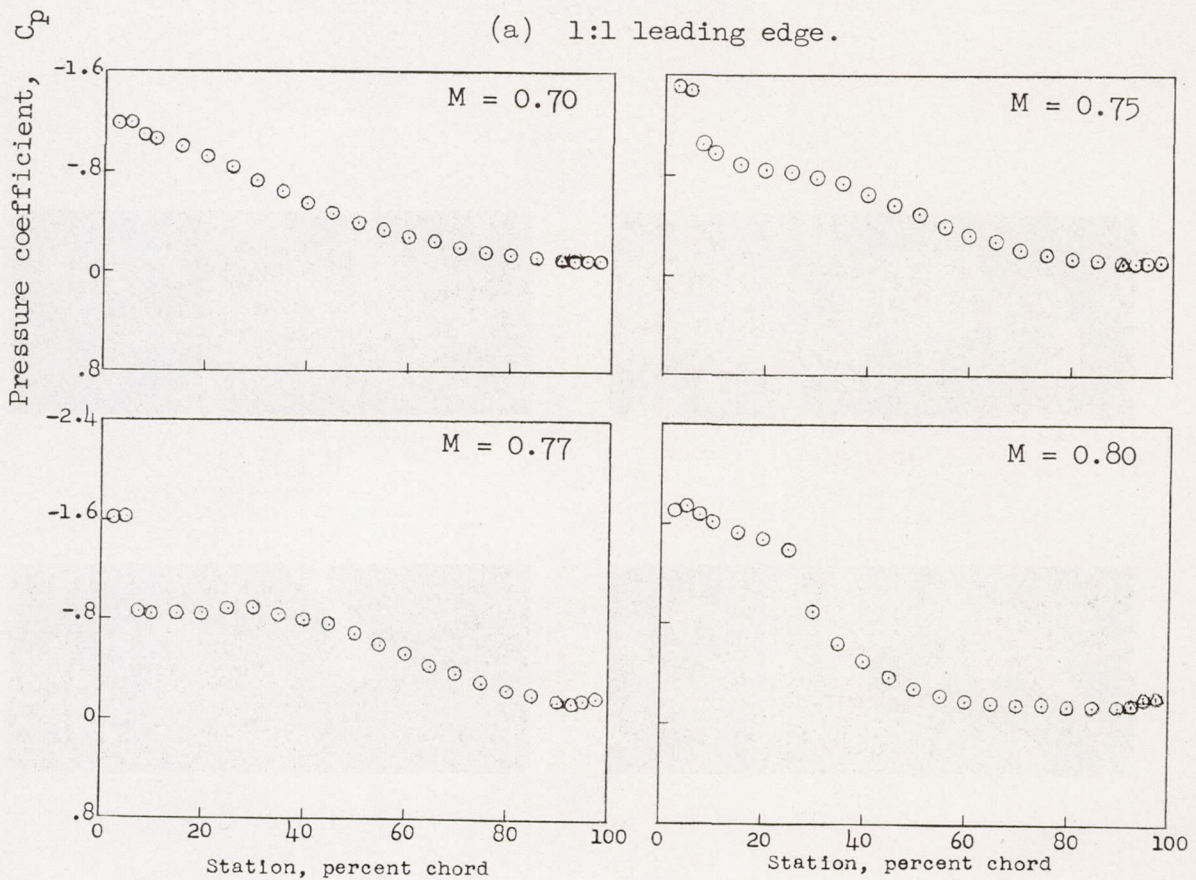 (a) 1:1 leading edge.
Pressure coefficient, Cp
-1.6
-.8
0
.8
M = 0.70
M = 0.75
-2.4
-1.6
-.8
0
.8
M = 0.77
M = 0.80
0 20 40 60 80 100
0 20 40 60 80 100
Station, percent chord
Station, percent chord